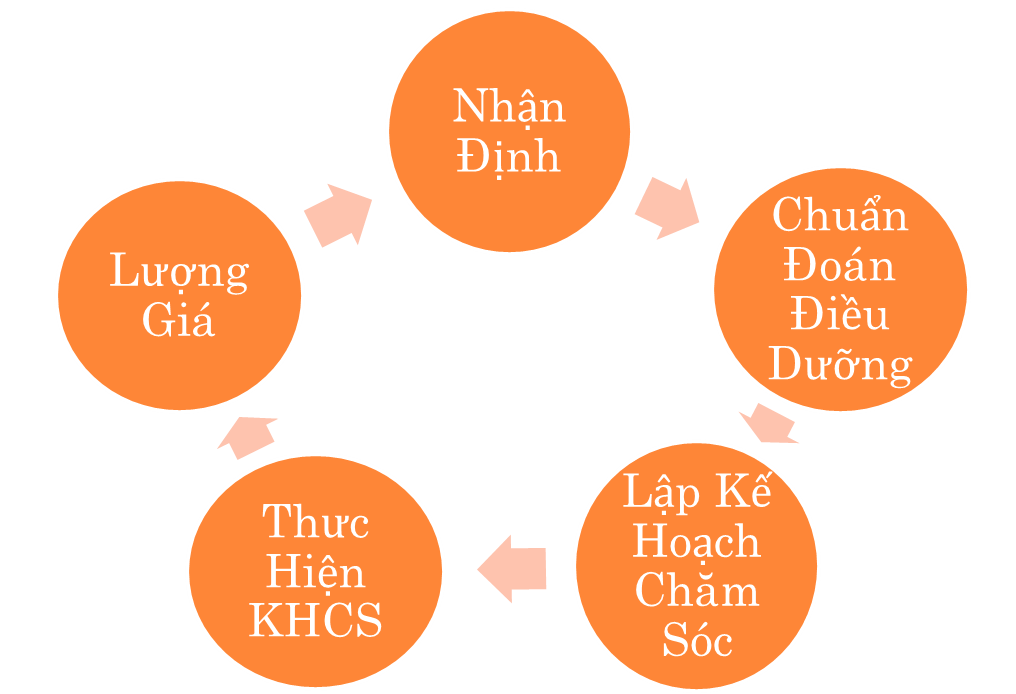 Nhận
Định
Chuẩn
Đoán
Điều
Dưỡng
Lập Kế
Hoạch
Chăm
Sóc
Thưc
Hiện
KHCS
Lượng
Giá